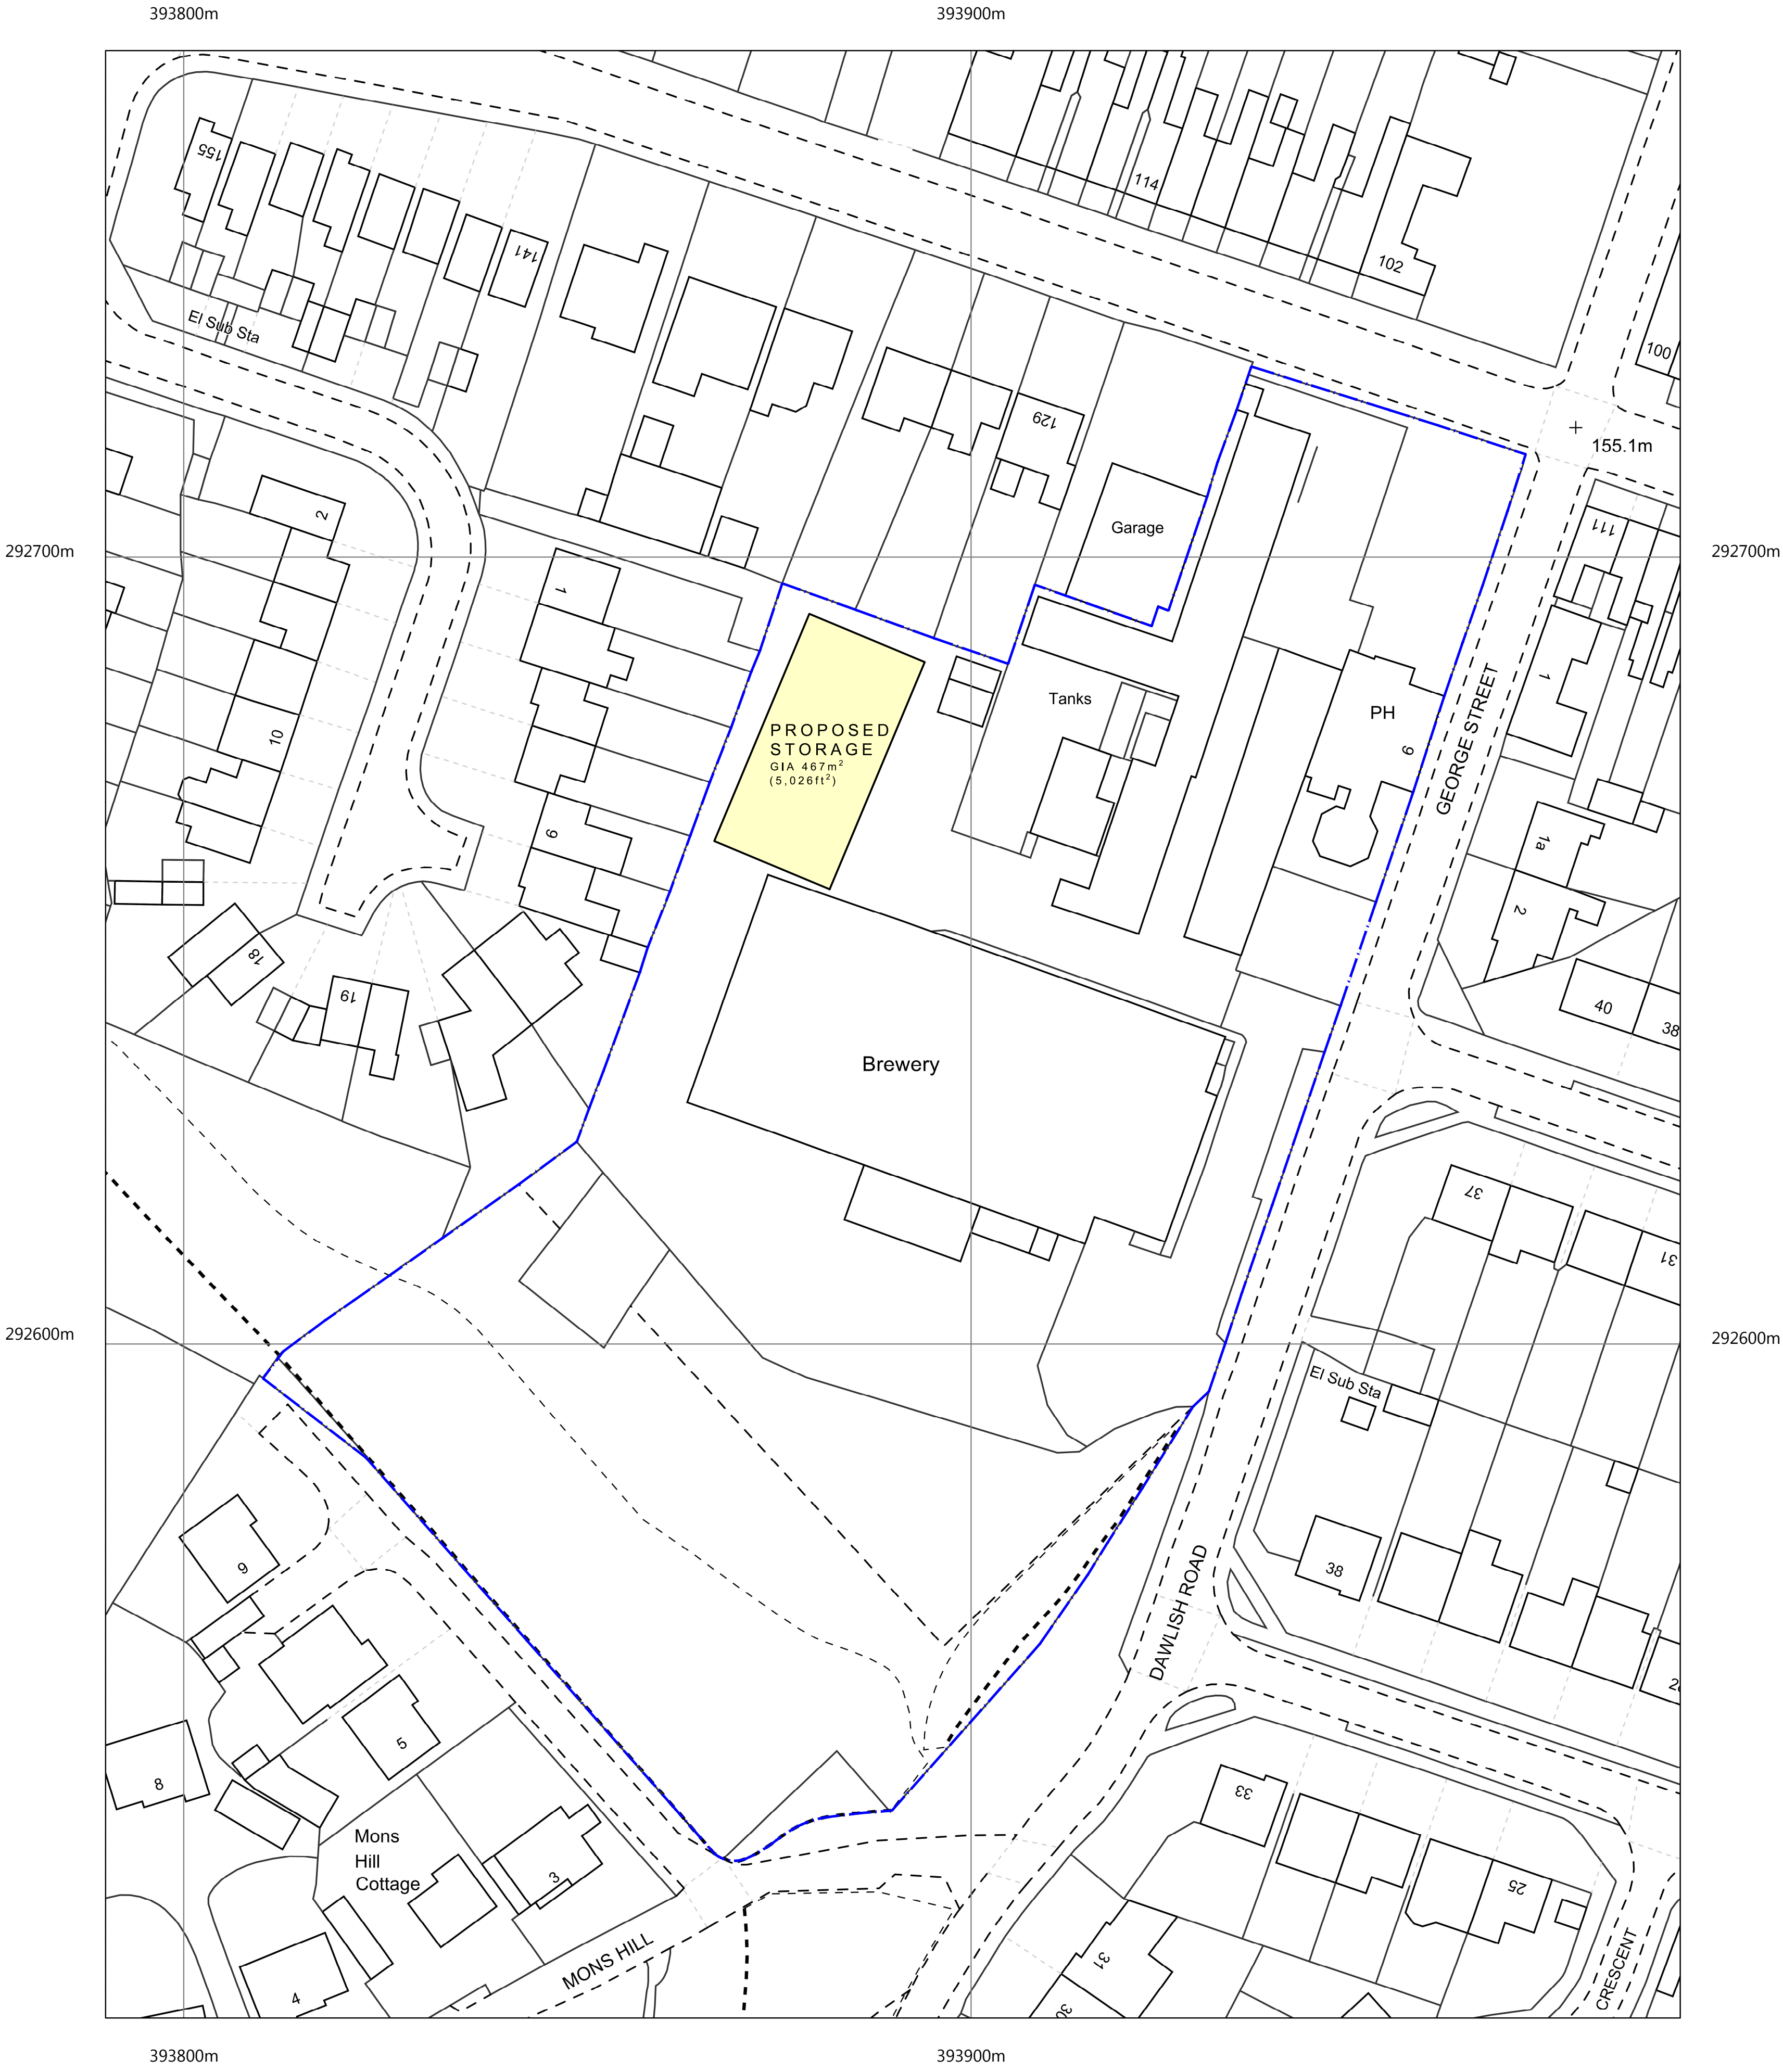 393800m
393900m
155
141
114
102
El Sub Sta
100
129
155.1m
2
Garage
111
292700m
292700m
1
Tanks
PH
9
1
GEORGE STREET
PROPOSED
STORAGE
GIA 467m²
(5,026ft²)
10
9
1a
2
18
19
40
38
Brewery
37
31
292600m
292600m
El Sub Sta
9
38
DAWLISH ROAD
5
8
33
Mons
Hill
Cottage
3
25
MONS HILL
31
30
4
CRESCENT
393800m
393900m